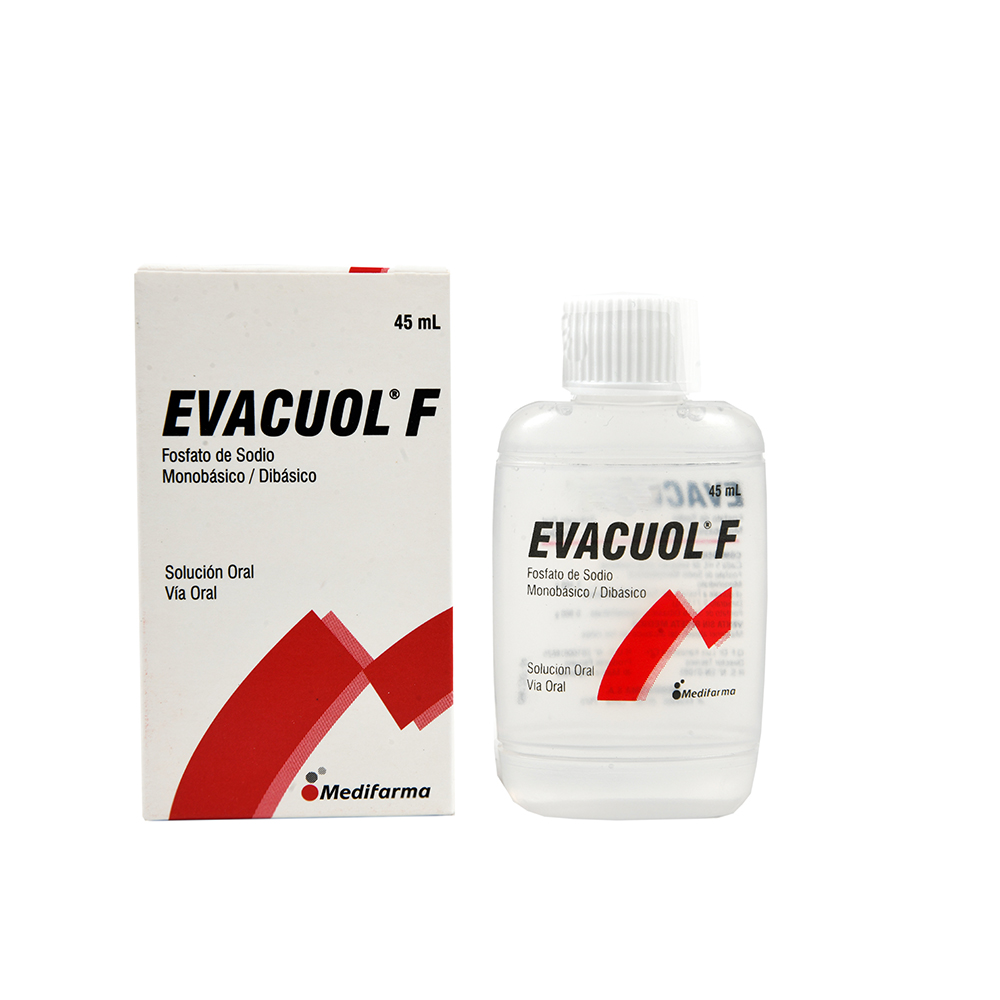 45 mL
EVACUOL® F
Fosfato de Sodio
Monobásico / Dibásico
Solución Oral
Vía Oral
Medifarma
45 mL
EVACUOL® F
Fosfato de Sodio
Monobásico / Dibásico
Solución Oral
Vía Oral
Medifarma